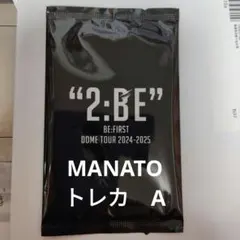 “2:BE”
BE:FIRST
DOME TOUR 2024-2025
MANATO
トレカ　A